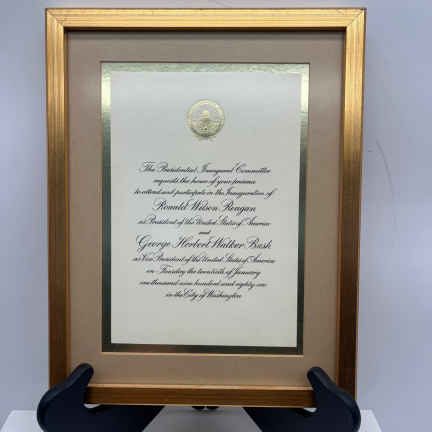 The Presidential Inaugural Committee
requests the honor of your presence
to attend and participate in the Inauguration of
Ronald Wilson Reagan
as President of the United States of America
and
George Herbert Walker Bush
as Vice President of the United States of America
on Tuesday the twentieth of January
one thousand nine hundred and eighty one
in the City of Washington